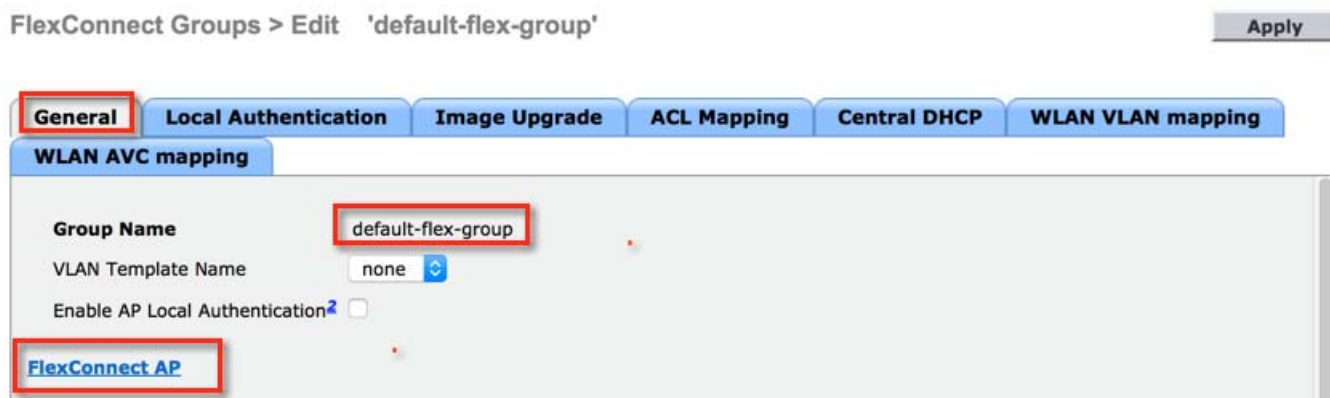 FlexConnect Groups > Edit 'default-flex-group'
Apply
General Local Authentication Image Upgrade ACL Mapping Central DHCP WLAN VLAN mapping
WLAN AVC mapping
Group Name default-flex-group
VLAN Template Name none
Enable AP Local Authentication2
FlexConnect AP